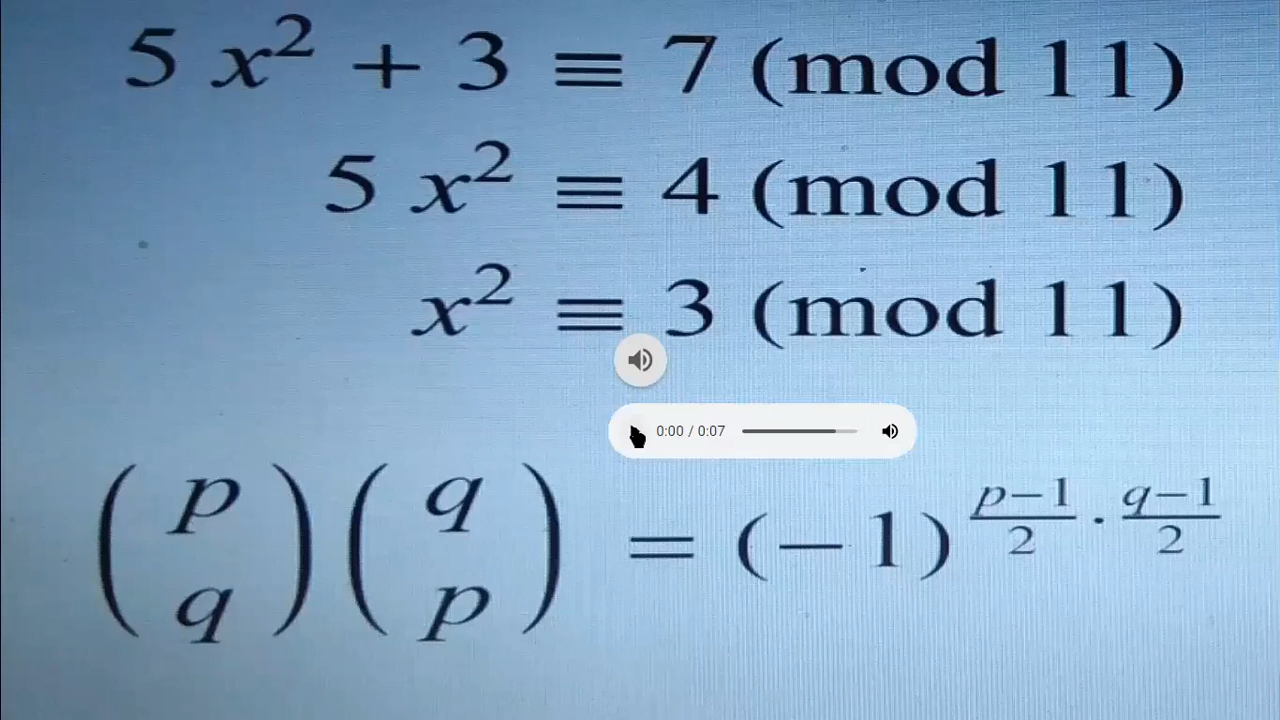 5 x² + 3 ≡ 7 (mod 11)
5 x² ≡ 4 (mod 11)
x² ≡ 3 (mod 11)
0:00 / 0:07
(p/q)(q/p) = (−1)^((p−1)/2 · (q−1)/2)